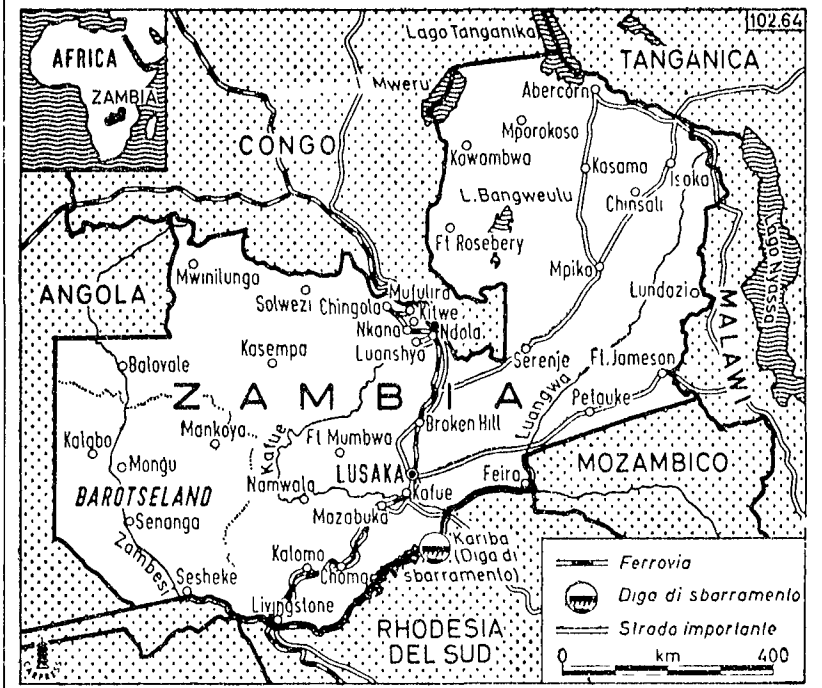 102.64
AFRICA
ZAMBIA
Lago Tanganika
TANGANICA
Mweru
Abercorn
CONGO
Mporokoso
Kawambwa
Kasama
Isoka
Chinsali
L. Bangweulu
Lago Niassa
Ft Rosebery
Mwinilunga
Mpika
ANGOLA
Solwezi
Mufulira
Chingola
Kitwe
Lundazi
MALAWI
Nkana
Ndola
Luanshya
Kasempa
Serenje
Ft. Jameson
Balovale
ZAMBIA
Luangwa
Petauke
Broken Hill
Kalabo
Mankoya
Kafue
Ft Mumbwa
Mongu
LUSAKA
MOZAMBICO
BAROTSELAND
Namwala
Kafue
Feira
Senanga
Mazabuka
Zambesi
Kalomo
Choma
Kariba
(Diga di
sbarramento)
Sesheke
Livingstone
RHODESIA
DEL SUD
Ferrovia
Diga di sbarramento
Strada importante
0 km 400
CARPRESS